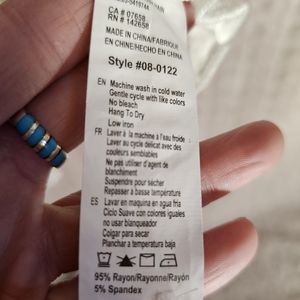 CA # 07658
RN # 142658
MADE IN CHINA/FABRIQUE
EN CHINE/HECHO EN CHINA
Style #08-0122
EN Machine wash in cold water
Gentle cycle with like colors
No bleach
Hang To Dry
Low iron
FR Laver à la machine à l'eau froide
Laver au cycle délicat avec des
couleurs semblables
Ne pas utiliser d'agent de
blanchiment
Suspendre pour sécher
Repasser à basse température
ES Lavar en maquina en agua fria
Ciclo Suave con colores iguales
no usar blanqueador
Colgar para secar
Planchar a temperatura baja
95% Rayon/Rayonne/Rayón
5% Spandex